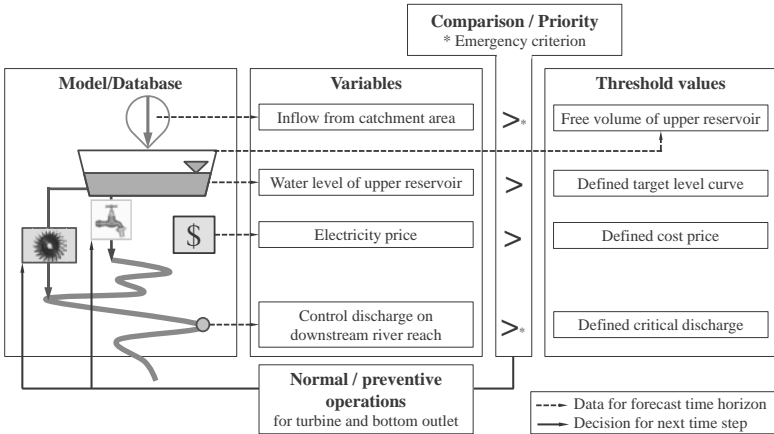 Comparison / Priority
* Emergency criterion
Model/Database
Variables
Threshold values
Inflow from catchment area
>*
Free volume of upper reservoir
Water level of upper reservoir
>
Defined target level curve
$
Electricity price
>
Defined cost price
Control discharge on
downstream river reach
>*
Defined critical discharge
Normal / preventive
operations
for turbine and bottom outlet
Data for forecast time horizon
Decision for next time step